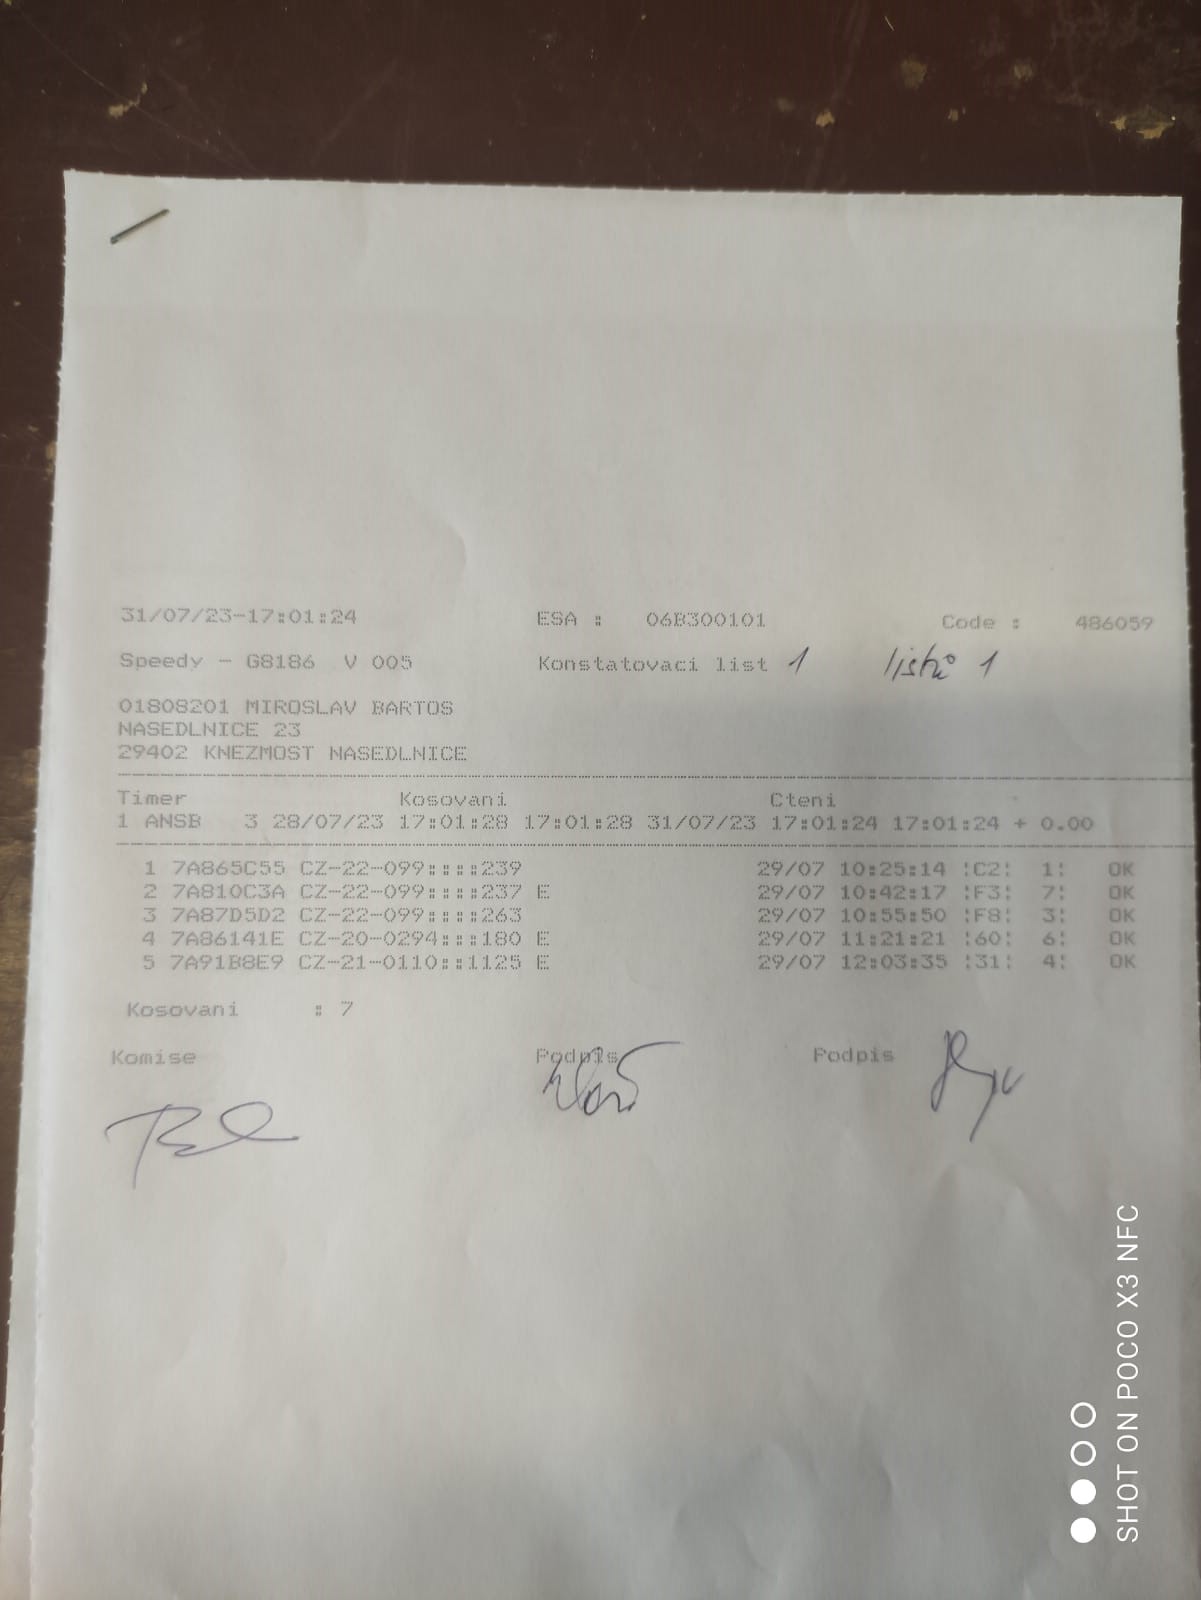 31/07/23-17:01:24 ESA : 06B300101 Code : 486059
Speedy - G8186 V 005 Konstatovaci list 1 listů 1
01808201 MIROSLAV BARTOS
NASEDLNICE 23
29402 KNEZMOST NASEDLNICE
Timer Kosovani Cteni
1 ANSB 3 28/07/23 17:01:28 17:01:28 31/07/23 17:01:24 17:01:24 + 0.00
1 7A865C55 CZ-22-099::::239 29/07 10:25:14 ¦C2¦ 1¦ OK
2 7A810C3A CZ-22-099::::237 E 29/07 10:42:17 ¦F3¦ 7¦ OK
3 7A87D5D2 CZ-22-099::::263 29/07 10:55:50 ¦F8¦ 3¦ OK
4 7A86141E CZ-20-0294:::180 E 29/07 11:21:21 ¦60¦ 6¦ OK
5 7A91B8E9 CZ-21-0110::1125 E 29/07 12:03:35 ¦31¦ 4¦ OK
Kosovani : 7
Komise Podpis Podpis
SHOT ON POCO X3 NFC